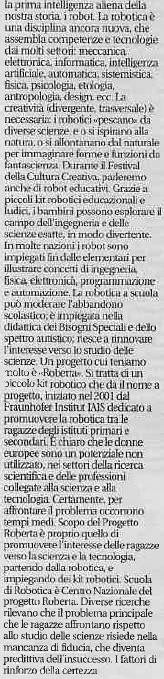 la prima intelligenza aliena della
nostra storia, i robot. La robotica è
una disciplina ancora nuova, che
assembla competenze e tecnologie
dai molti settori: meccanica,
elettronica, informatica, intelligenza
artificiale, automatica, sistemistica,
fisica, psicologia, etologia,
antropologia, design, ecc. La
creatività divergente, trasversale è
necessaria: i robotici «pescano» da
diverse scienze, e o si ispirano alla
natura, o si allontanano dal naturale
per immaginare forme e funzioni da
fantascienza. Durante il Festival
della Cultura Creativa, parleremo
anche di robot educativi. Grazie a
piccoli kit robotici educazionali e
ludici, i bambini possono esplorare il
campo dell'ingegneria e delle
scienze esatte, in modo divertente.
In molte nazioni i robot sono
impiegati fin dalle elementari per
illustrare concetti di ingegneria,
fisica, elettronica, programmazione
e automazione. La robotica a scuola
può moderare l'abbandono
scolastico; è impiegata nella
didattica dei Bisogni Speciali e dello
spettro autistico; riesce a rinnovare
l'interesse verso lo studio delle
scienze. Un progetto cui teniamo
molto è «Roberta». Si tratta di un
piccolo kit robotico che dà il nome a
progetto, iniziato nel 2001 dal
Fraunhofer Institut IAIS dedicato a
promuovere la robotica tra le
ragazze degli istituti primari e
secondari. È chiaro che le donne
europee sono un potenziale non
utilizzato, nei settori della ricerca
scientifica e delle professioni
collegate alla scienza e alla
tecnologia. Certamente, per
affrontare il problema occorrono
tempi medi. Scopo del Progetto
Roberta è proprio quello di
promuovere l'interesse delle ragazze
verso la scienza e la tecnologia,
partendo dalla robotica, e
impiegando dei kit robotici. Scuola
di Robotica è Centro Nazionale del
progetto Roberta. Diverse ricerche
rilevano che il problema principale
che le ragazze affrontano rispetto
allo studio delle scienze risiede nella
mancanza di fiducia, che diventa
predittiva dell'insuccesso. I fattori di
rinforzo della certezza